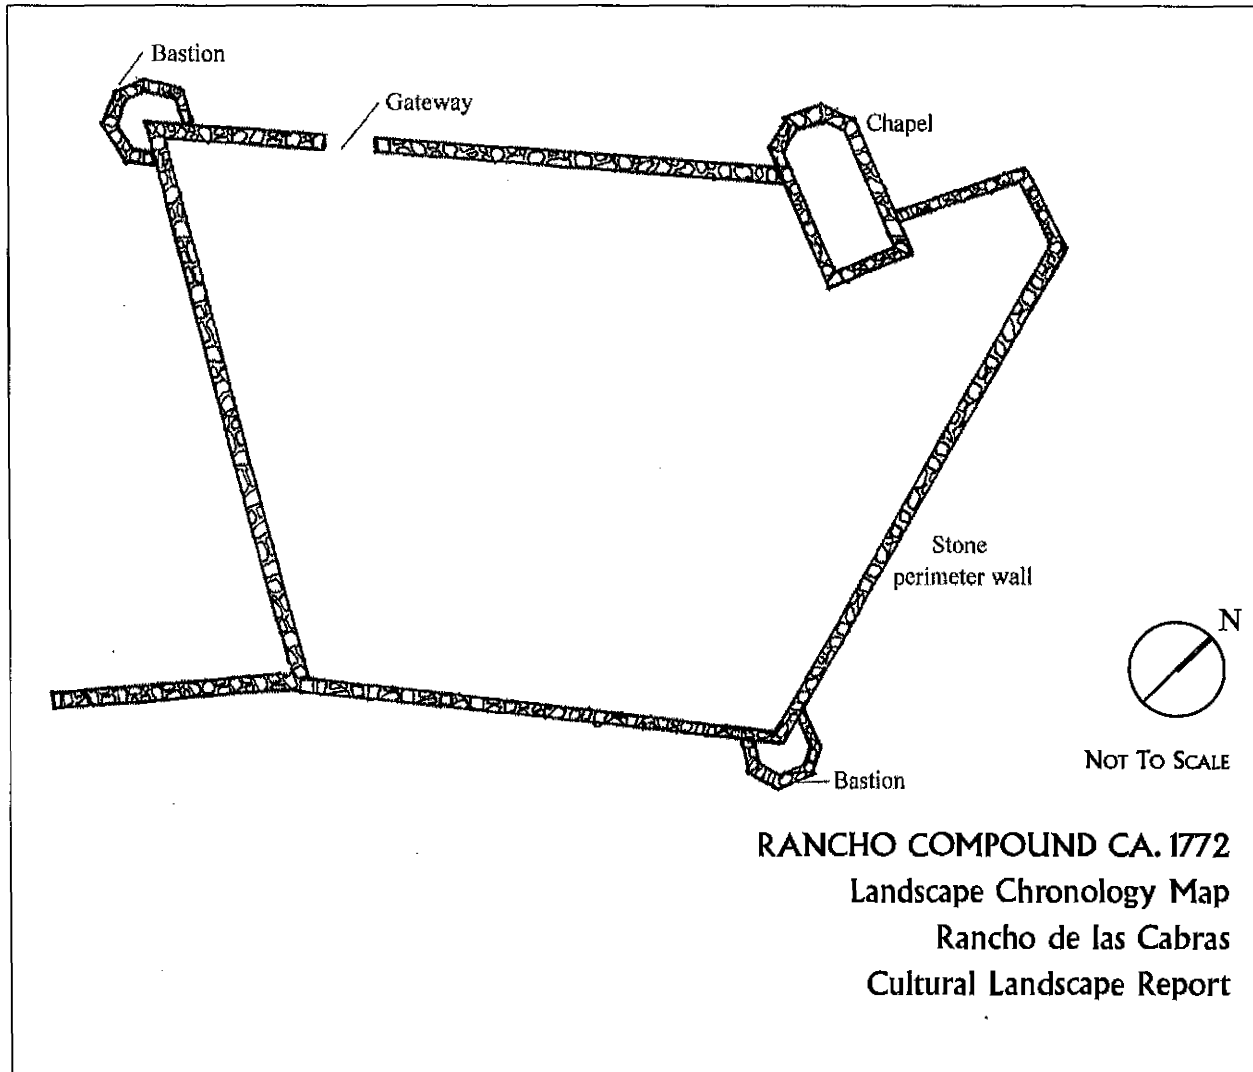 Bastion
Gateway
Chapel
Stone
perimeter wall
N
NOT TO SCALE
Bastion
RANCHO COMPOUND CA. 1772
Landscape Chronology Map
Rancho de las Cabras
Cultural Landscape Report